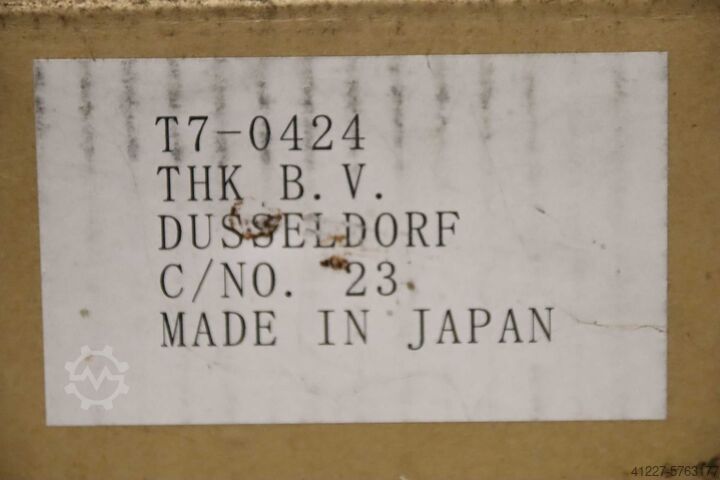 T7-0424
THK B.V.
DUSSELDORF
C/NO. 23
MADE IN JAPAN
41227-5763177